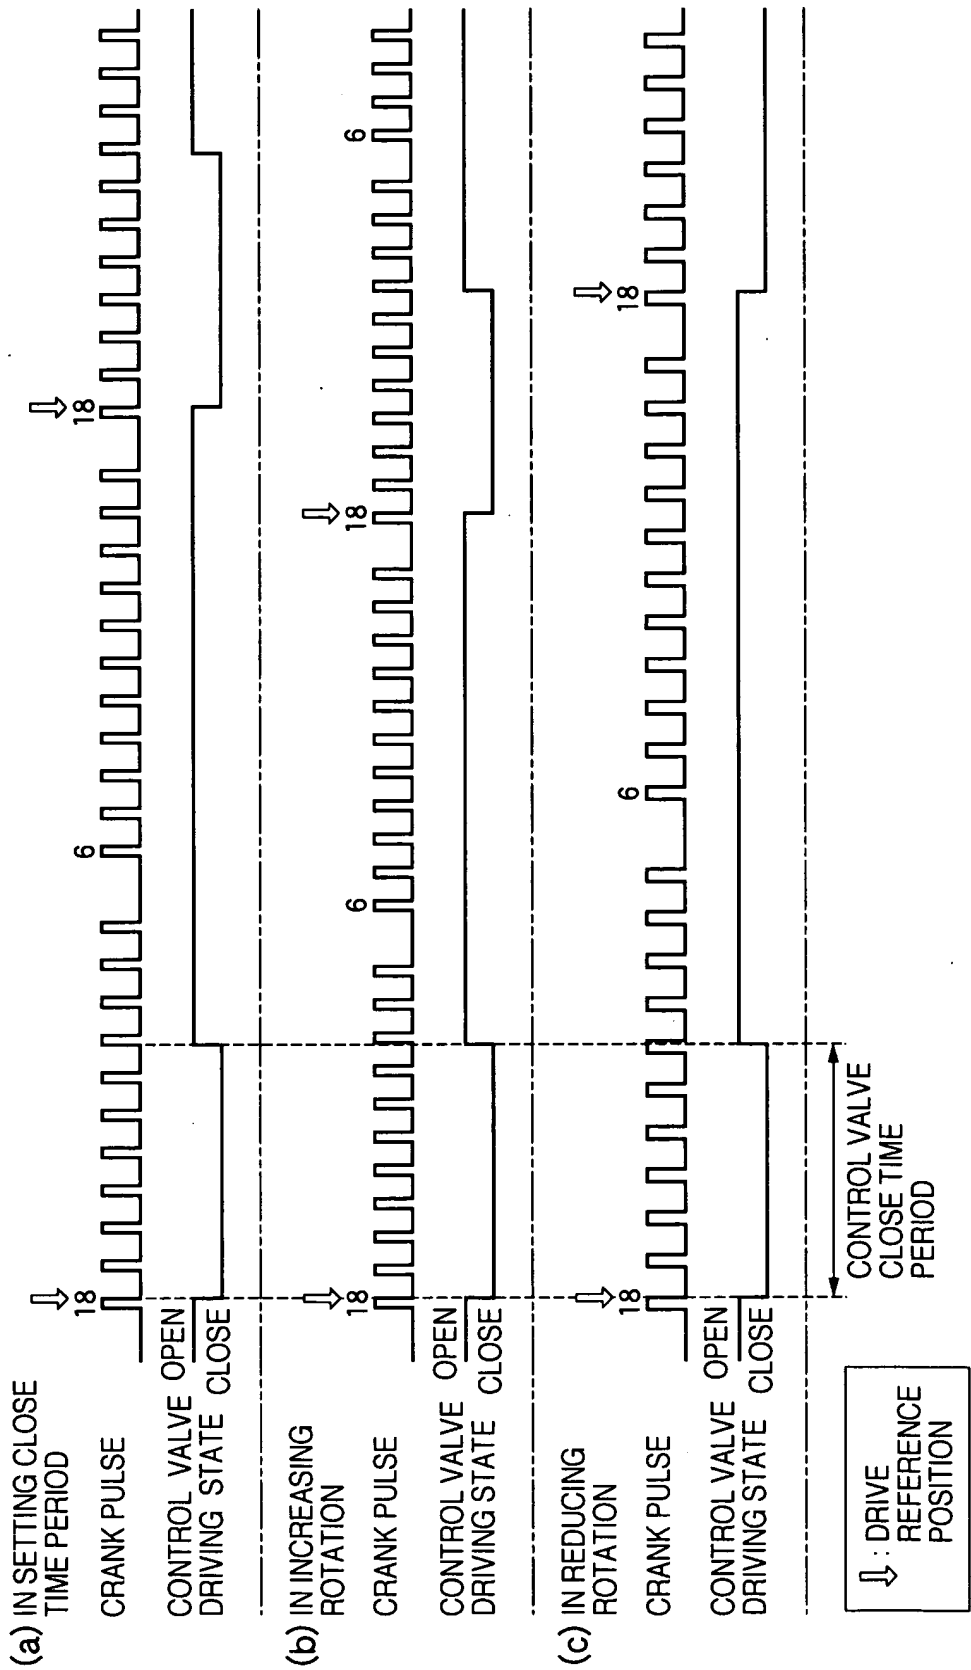 (a) IN SETTING CLOSE
TIME PERIOD
18
6
18
CRANK PULSE
CONTROL VALVE
DRIVING STATE
OPEN
CLOSE
(b) IN INCREASING
ROTATION
18
6
18
6
CRANK PULSE
CONTROL VALVE
DRIVING STATE
OPEN
CLOSE
(c) IN REDUCING
ROTATION
18
6
18
CRANK PULSE
CONTROL VALVE
DRIVING STATE
OPEN
CLOSE
CONTROL VALVE
CLOSE TIME
PERIOD
: DRIVE
REFERENCE
POSITION